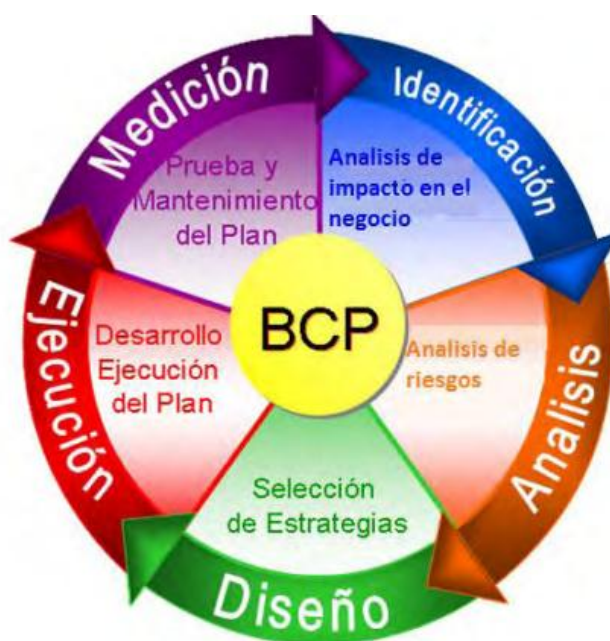 Medición
Prueba y
Mantenimiento
del Plan
Identificación
Analisis de
impacto en el
negocio
BCP
Ejecución
Desarrollo
Ejecución
del Plan
Analisis de
riesgos
Analisis
Selección
de Estrategias
Diseño